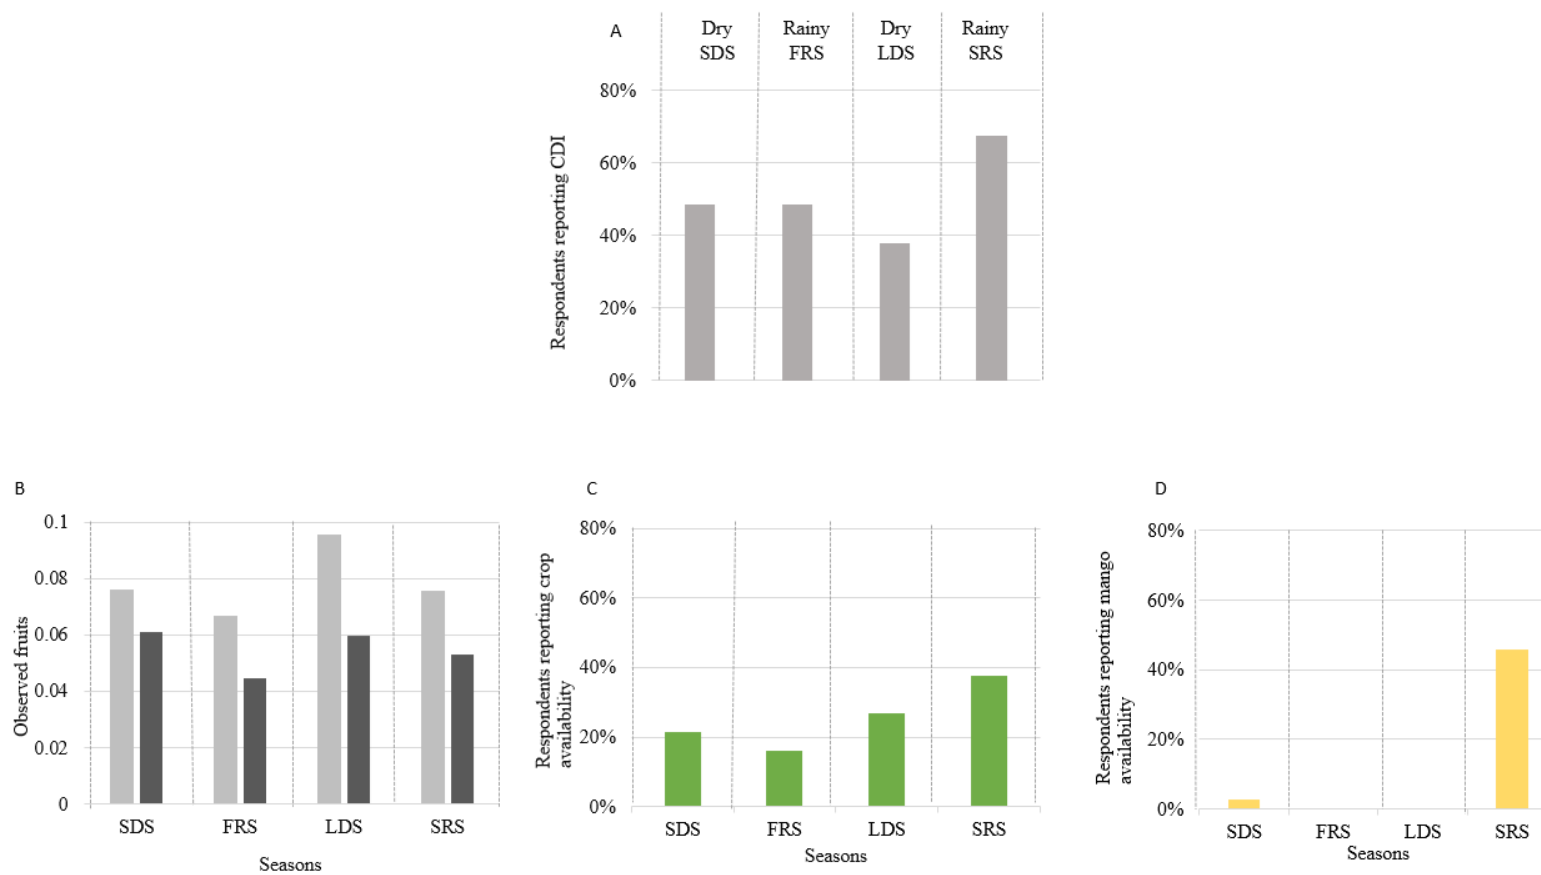 A
Dry Rainy Dry Rainy
SDS FRS LDS SRS
80%
60%
40%
20%
0%
Respondents reporting CDI
B
0.1
0.08
0.06
0.04
0.02
0
Observed fruits
SDS FRS LDS SRS
Seasons
C
80%
60%
40%
20%
0%
Respondents reporting crop
availability
SDS FRS LDS SRS
Seasons
D
80%
60%
40%
20%
0%
Respondents reporting mango
availability
SDS FRS LDS SRS
Seasons